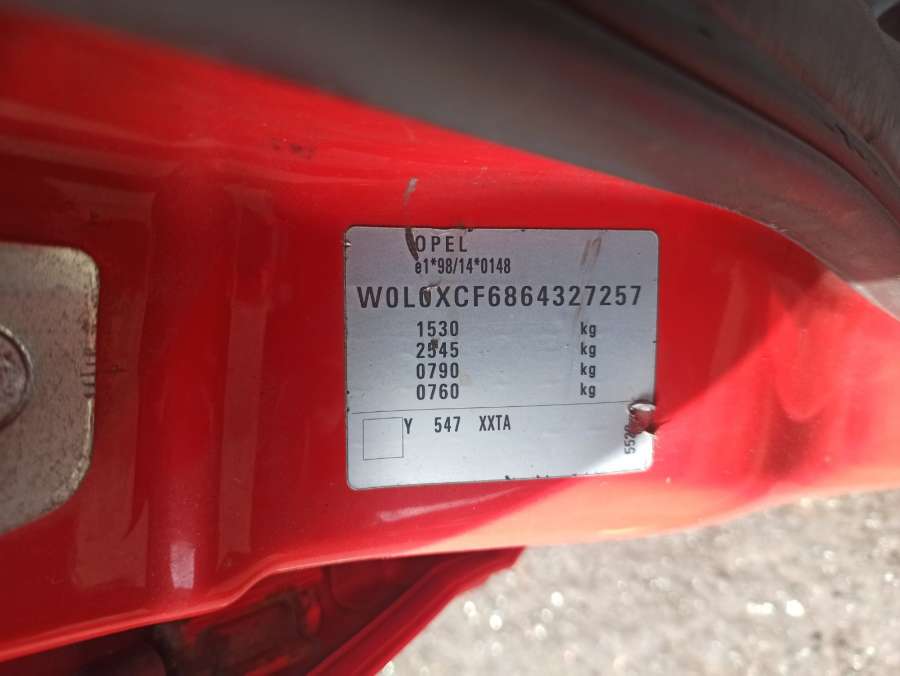 OPEL
e1*98/14*0148
W0L0XCF6864327257
1530 kg
2545 kg
0790 kg
0760 kg
Y 547 XXTA